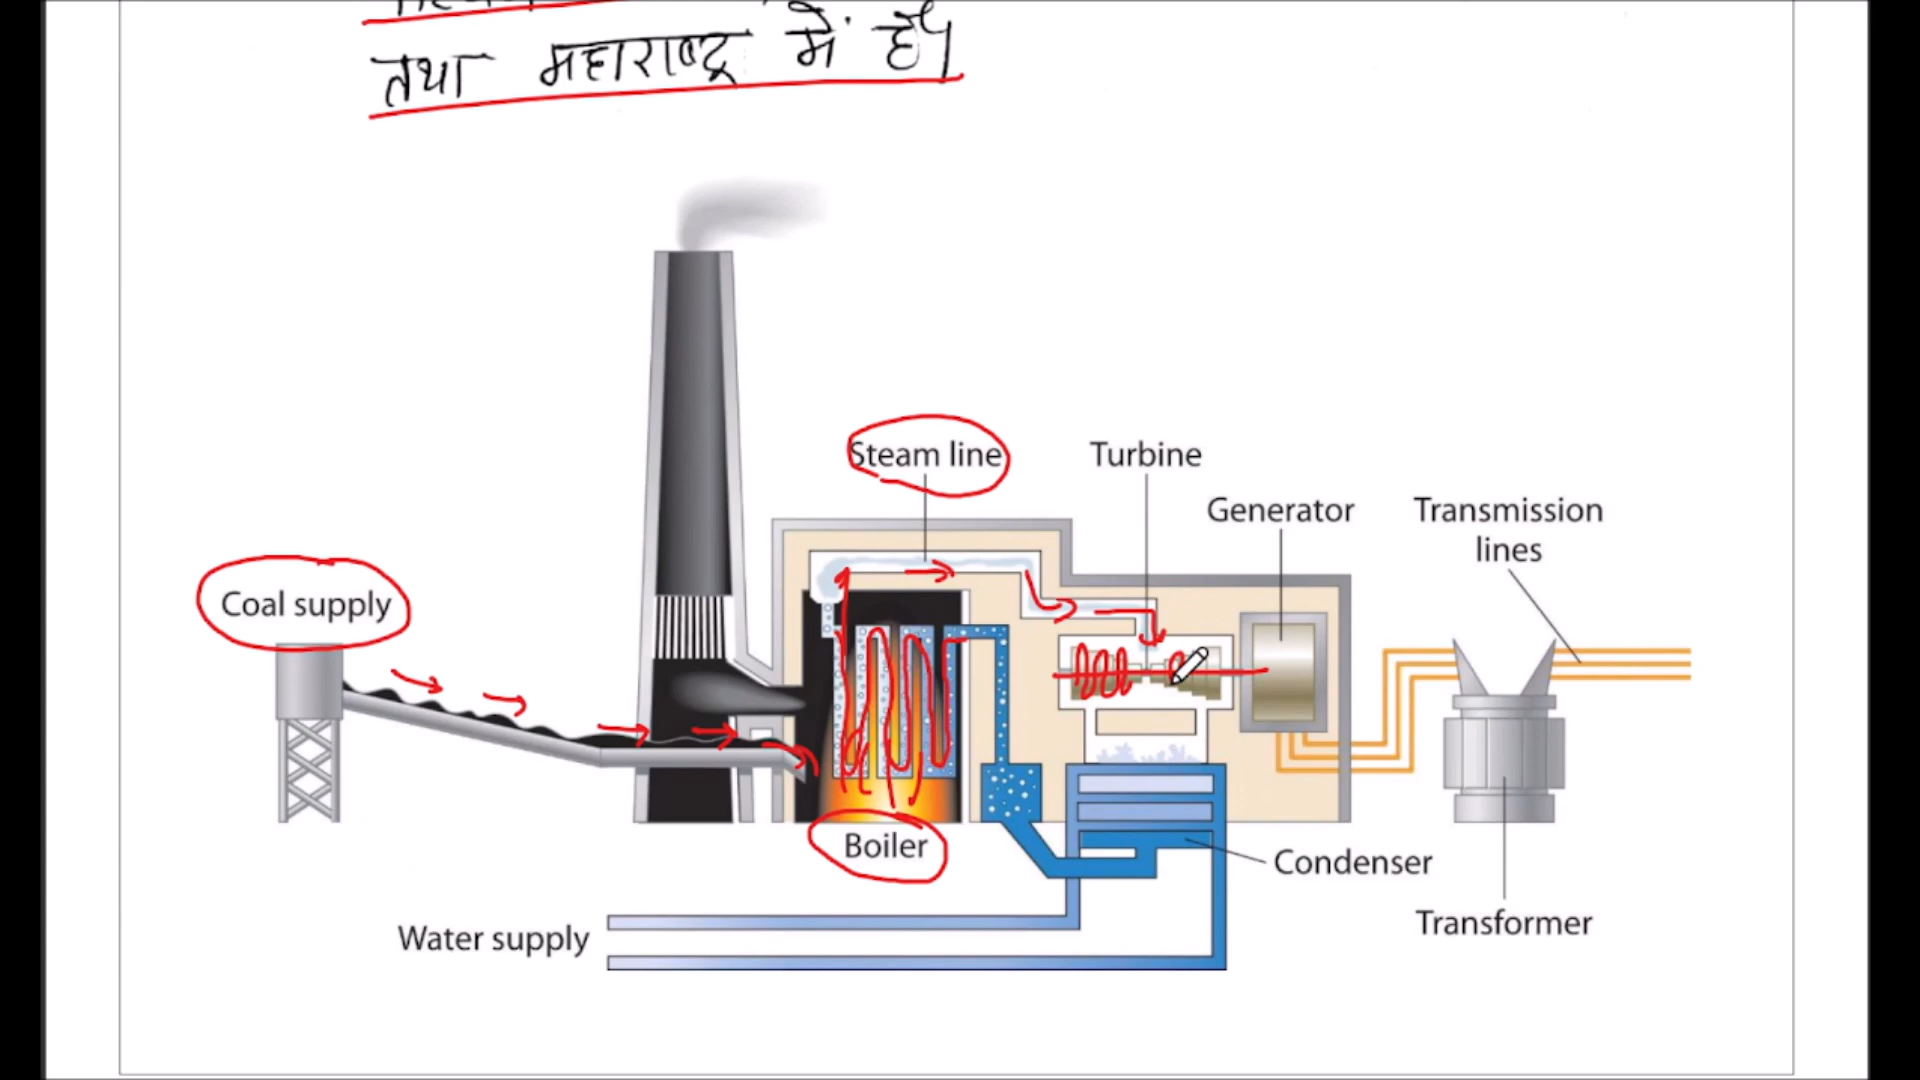 तथा महाराष्ट्र में है।
Steam line
Turbine
Generator
Transmission
lines
Coal supply
Boiler
Condenser
Water supply
Transformer